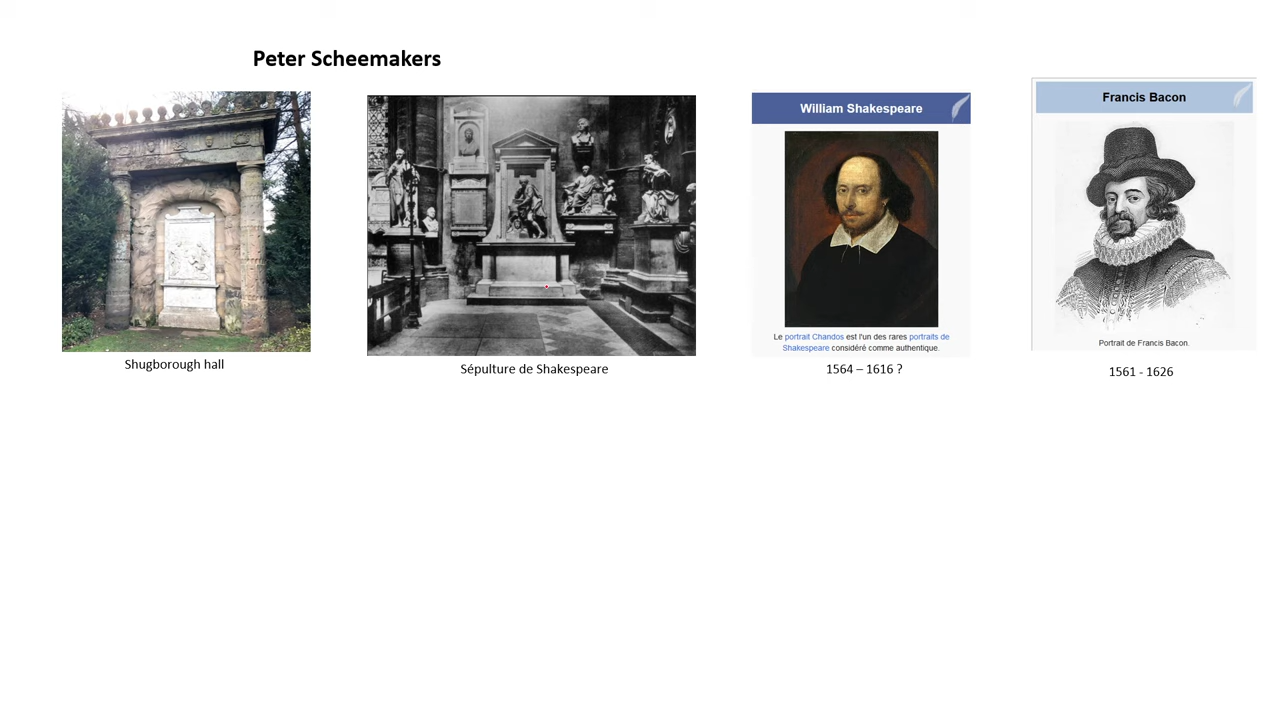 Peter Scheemakers
Shugborough hall
Sépulture de Shakespeare
William Shakespeare
Le portrait Chandos est l'un des rares portraits de
Shakespeare considéré comme authentique.
1564 – 1616 ?
Francis Bacon
Portrait de Francis Bacon.
1561 - 1626